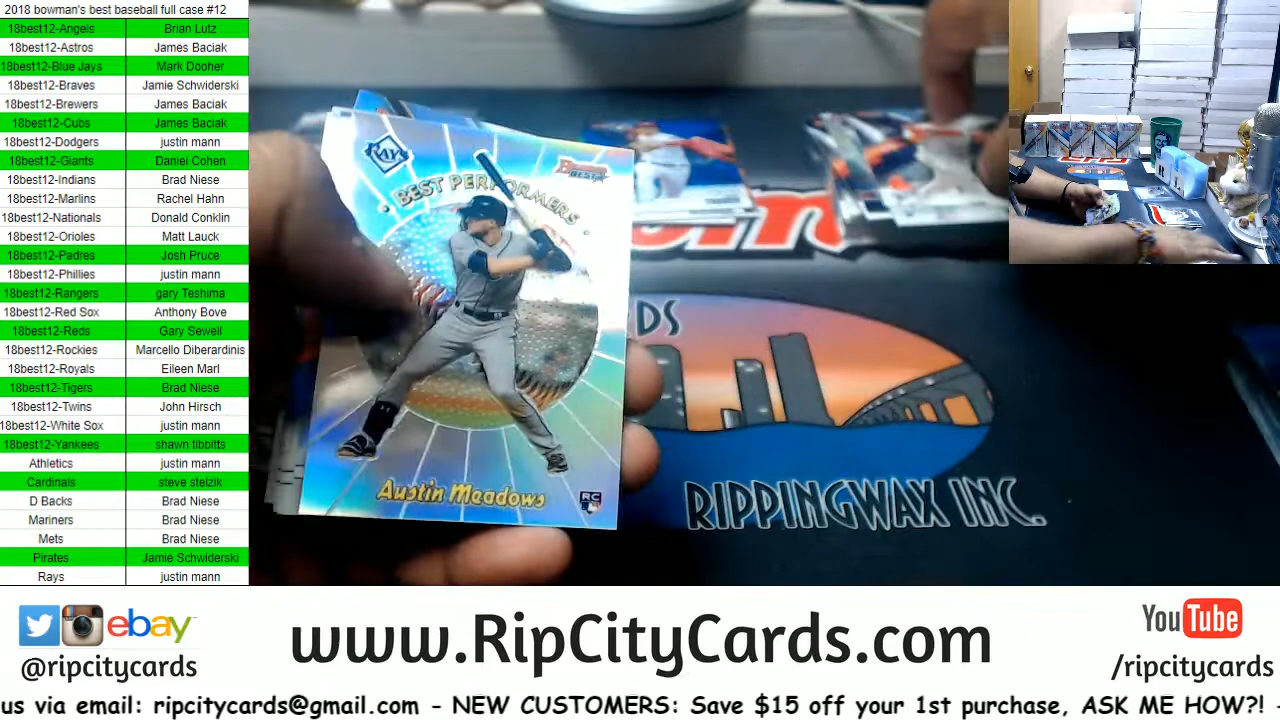 2018 bowman's best baseball full case #12
18best12-Angels Brian Lutz
18best12-Astros James Baciak
18best12-Blue Jays Mark Dooher
18best12-Braves Jamie Schwiderski
18best12-Brewers James Baciak
18best12-Cubs James Baciak
18best12-Dodgers justin mann
18best12-Giants Daniel Cohen
18best12-Indians Brad Niese
18best12-Marlins Rachel Hahn
18best12-Nationals Donald Conklin
18best12-Orioles Matt Lauck
18best12-Padres Josh Pruce
18best12-Phillies justin mann
18best12-Rangers gary Teshima
18best12-Red Sox Anthony Bove
18best12-Reds Gary Sewell
18best12-Rockies Marcello Diberardinis
18best12-Royals Eileen Marl
18best12-Tigers Brad Niese
18best12-Twins John Hirsch
18best12-White Sox justin mann
18best12-Yankees shawn tibbitts
Athletics justin mann
Cardinals steve stelzik
D Backs Brad Niese
Mariners Brad Niese
Mets Brad Niese
Pirates Jamie Schwiderski
Rays justin mann
RAYS
Bowman's BEST
BEST PERFORMERS
Austin Meadows
RC
DS
RIPPINGWAX INC.
ebay
@ripcitycards
www.RipCityCards.com
YouTube
/ripcitycards
us via email: ripcitycards@gmail.com - NEW CUSTOMERS: Save $15 off your 1st purchase, ASK ME HOW?! -